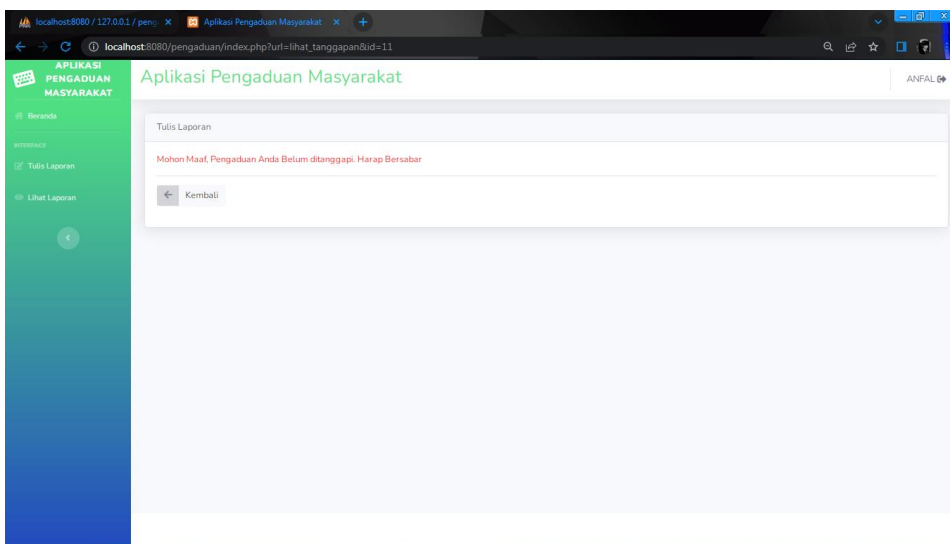 localhost:8080 / 127.0.0.1 / peng
Aplikasi Pengaduan Masyarakat
localhost:8080/pengaduan/index.php?url=lihat_tanggapan&id=11
APLIKASI
PENGADUAN
MASYARAKAT
Aplikasi Pengaduan Masyarakat
ANFAL
Beranda
INTERFACE
Tulis Laporan
Lihat Laporan
Tulis Laporan
Mohon Maaf, Pengaduan Anda Belum ditanggapi. Harap Bersabar
Kembali